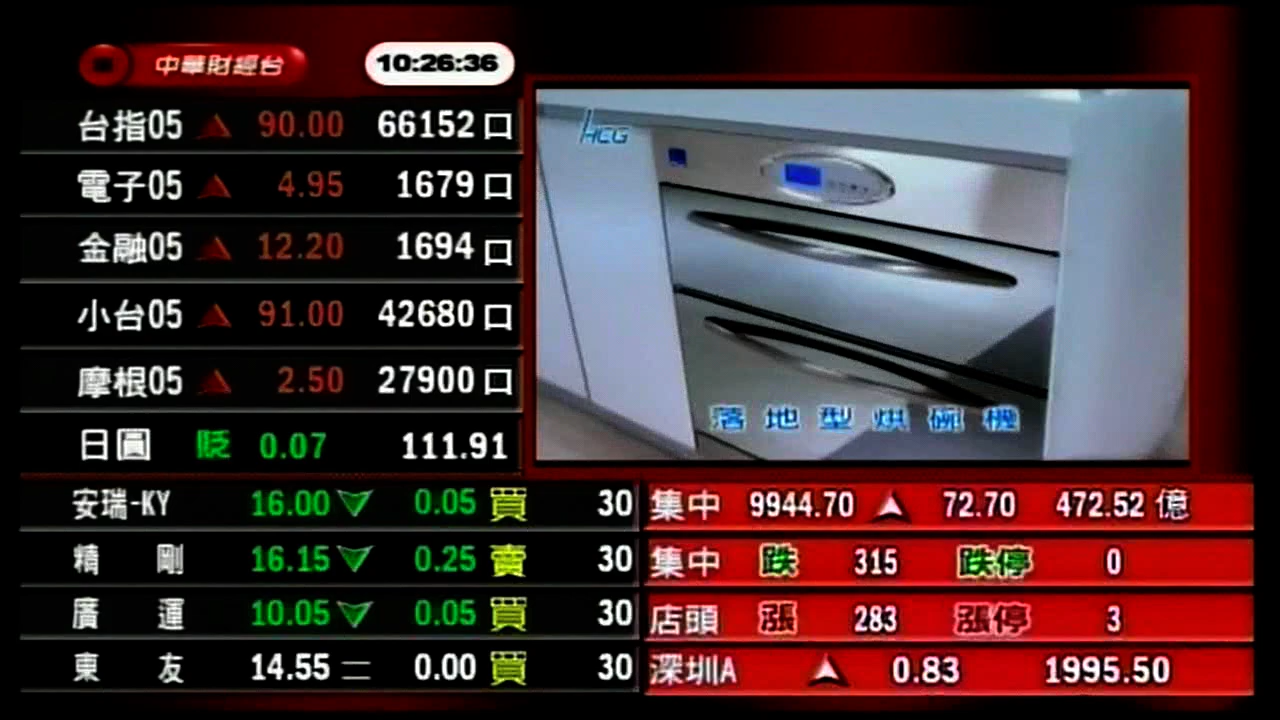 中華財經台 10:26:36
台指05 ▲ 90.00 66152口
電子05 ▲ 4.95 1679口
金融05 ▲ 12.20 1694口
小台05 ▲ 91.00 42680口
摩根05 ▲ 2.50 27900口
日圓 貶 0.07 111.91
HCG
落地型烘碗機
安瑞-KY 16.00 ▼ 0.05 買 30
精剛 16.15 ▼ 0.25 賣 30
廣運 10.05 ▼ 0.05 買 30
東友 14.55 = 0.00 買 30
集中 9944.70 ▲ 72.70 472.52億
集中 跌 315 跌停 0
店頭 漲 283 漲停 3
深圳A ▲ 0.83 1995.50